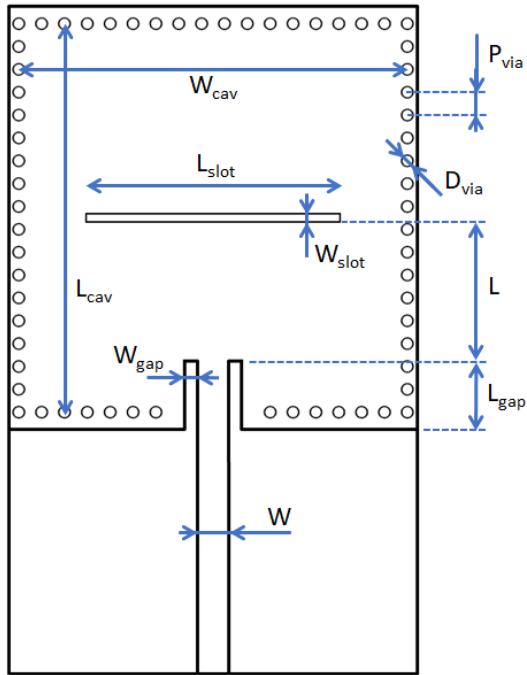 P_via
W_cav
L_slot
D_via
W_slot
L_cav
L
W_gap
L_gap
W